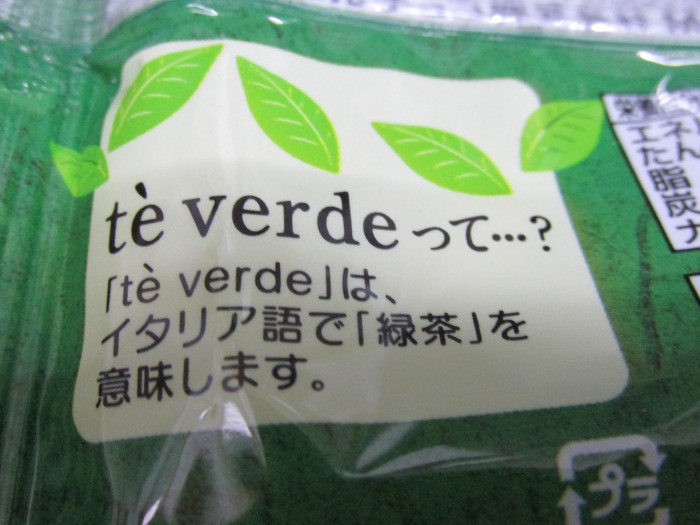 tè verdeって…?
「tè verde」は、
イタリア語で「緑茶」を
意味します。
プラ